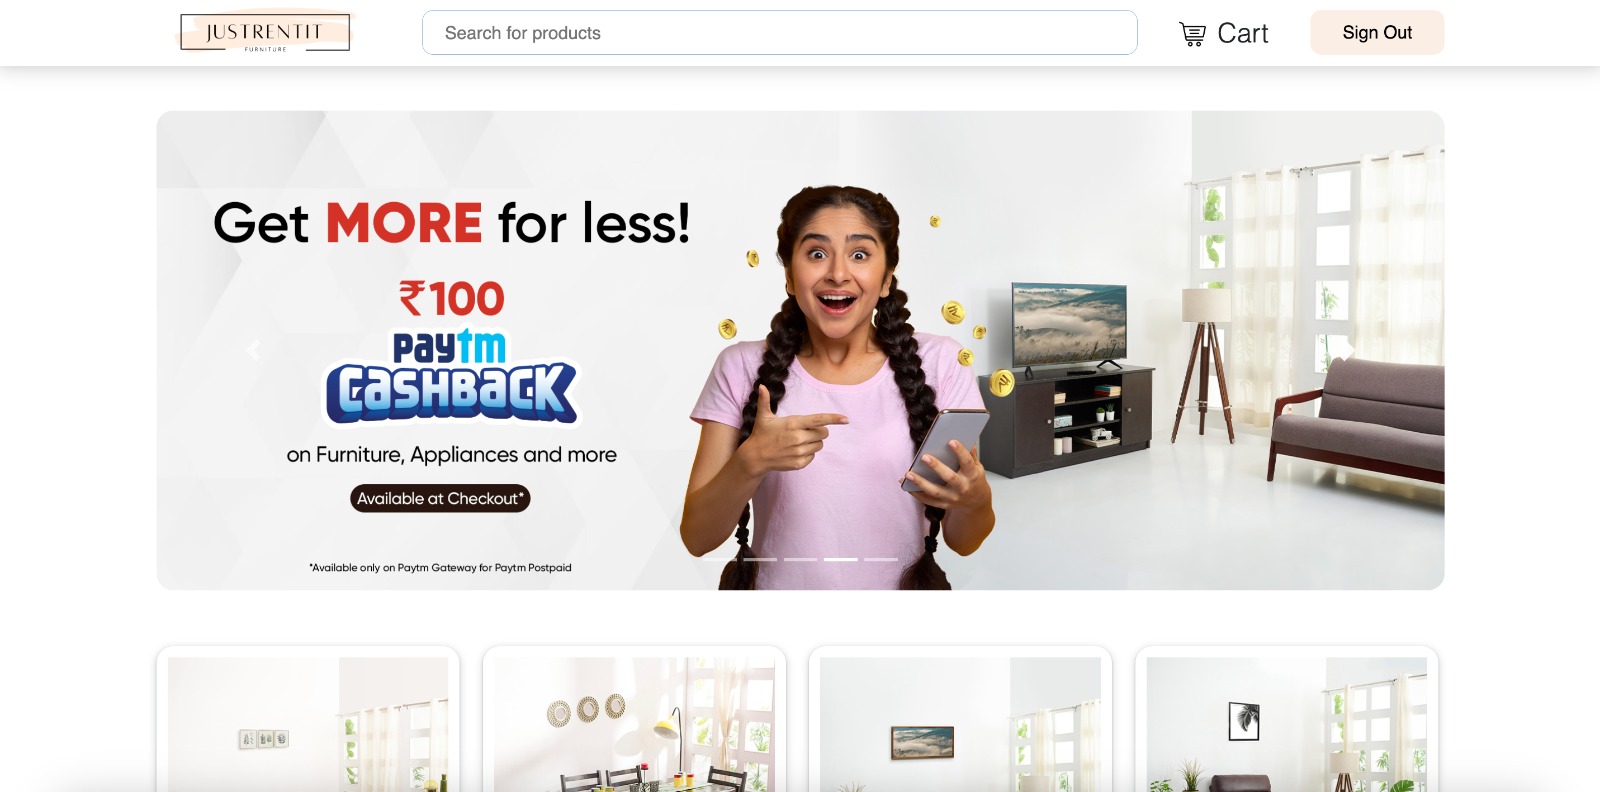 JUSTRENTIT
FURNITURE
Search for products
Cart
Sign Out
Get MORE for less!
₹100
paytm
CASHBACK
on Furniture, Appliances and more
Available at Checkout*
*Available only on Paytm Gateway for Paytm Postpaid